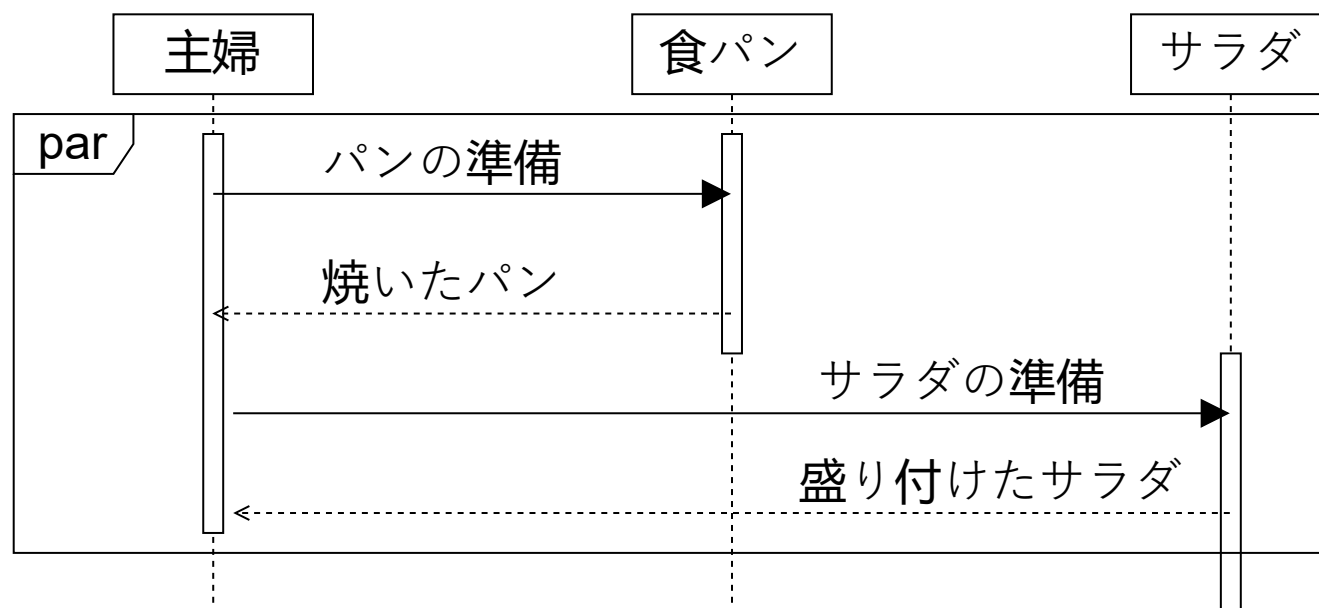 主婦
食パン
サラダ
par
パンの準備
焼いたパン
サラダの準備
盛り付けたサラダ